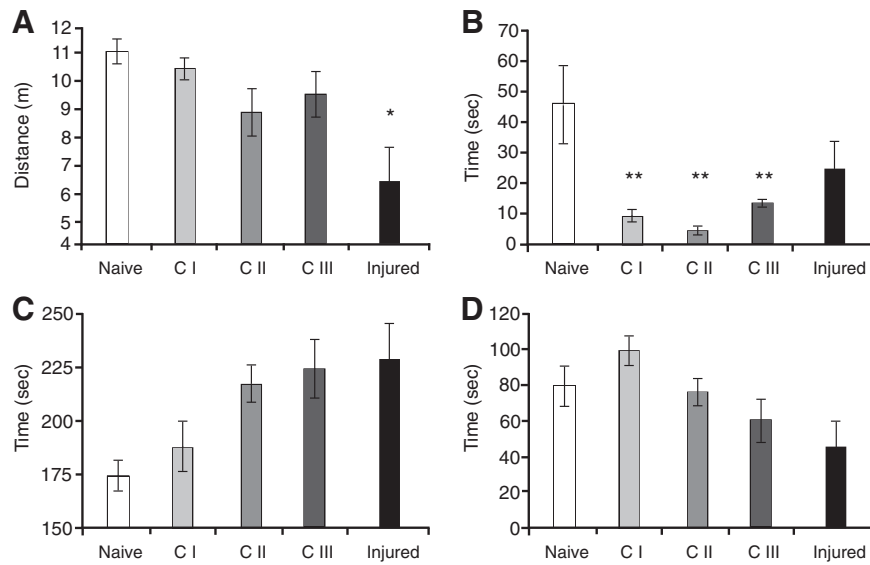 A
Distance (m)
12
11
10
9
8
7
6
5
4
*
Naive
C I
C II
C III
Injured
B
Time (sec)
70
60
50
40
30
20
10
0
**
**
**
Naive
C I
C II
C III
Injured
C
Time (sec)
250
225
200
175
150
Naive
C I
C II
C III
Injured
D
Time (sec)
120
100
80
60
40
20
0
Naive
C I
C II
C III
Injured